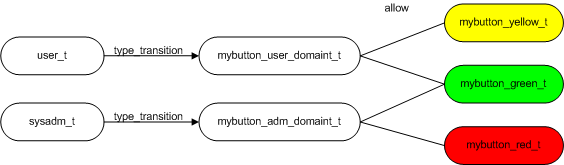 allow
mybutton_yellow_t
user_t
type_transition
mybutton_user_domaint_t
mybutton_green_t
sysadm_t
type_transition
mybutton_adm_domaint_t
mybutton_red_t